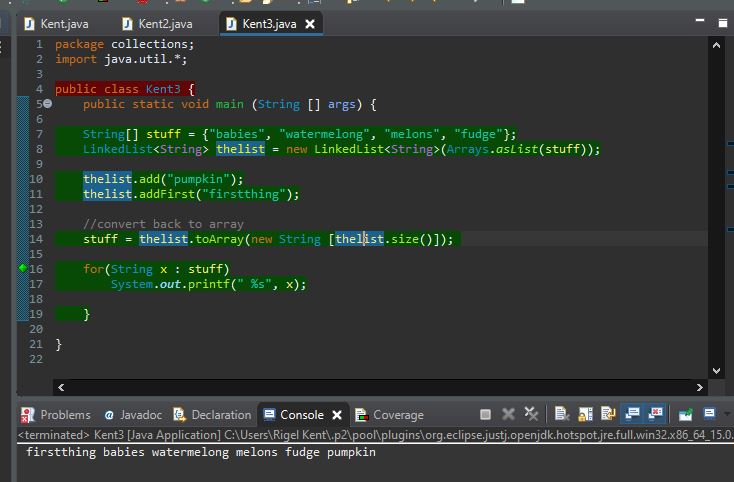 Kent.java Kent2.java Kent3.java
1 package collections;
2 import java.util.*;
3
4 public class Kent3 {
5 public static void main (String [] args) {
6
7 String[] stuff = {"babies", "watermelong", "melons", "fudge"};
8 LinkedList<String> thelist = new LinkedList<String>(Arrays.asList(stuff));
9
10 thelist.add("pumpkin");
11 thelist.addFirst("firstthing");
12
13 //convert back to array
14 stuff = thelist.toArray(new String [thelist.size()]);
15
16 for(String x : stuff)
17 System.out.printf(" %s", x);
18
19 }
20
21 }
22
Problems Javadoc Declaration Console Coverage
<terminated> Kent3 [Java Application] C:\Users\Rigel Kent\.p2\pool\plugins\org.eclipse.justj.openjdk.hotspot.jre.full.win32.x86_64_15.0.
firstthing babies watermelong melons fudge pumpkin